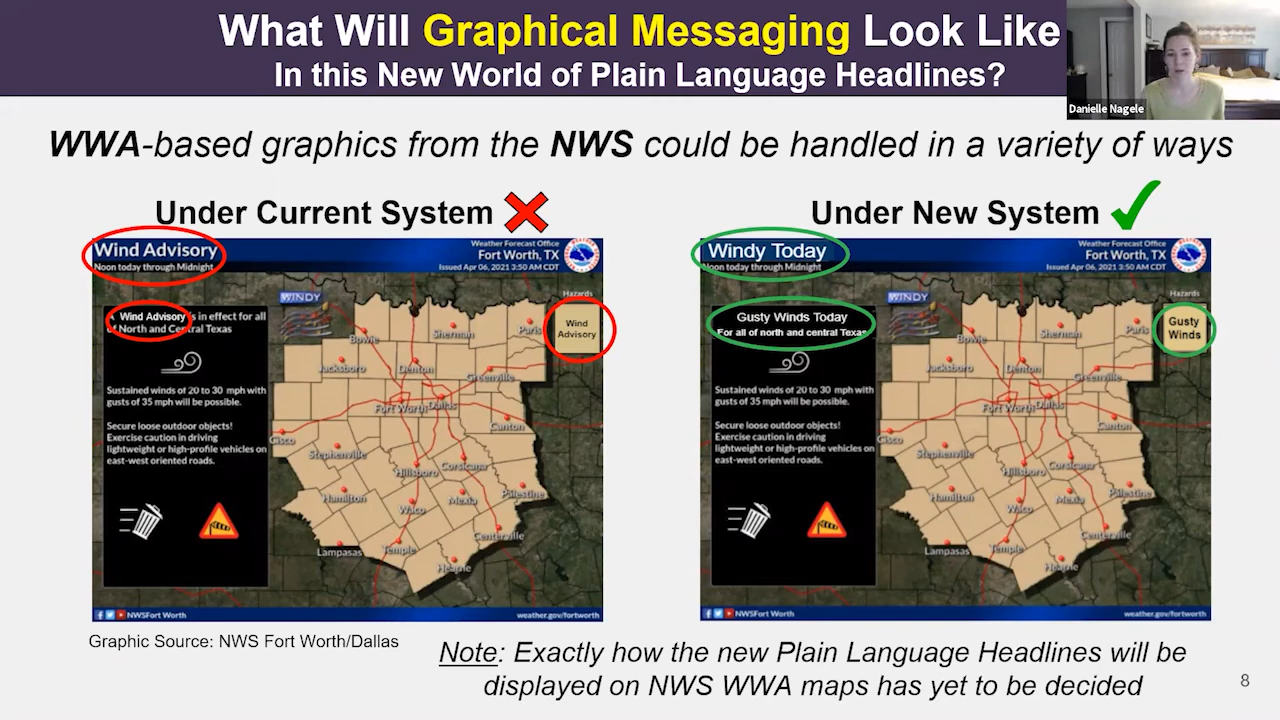 What Will Graphical Messaging Look Like
In this New World of Plain Language Headlines?
Danielle Nagele
WWA-based graphics from the NWS could be handled in a variety of ways
Under Current System
Wind Advisory
Noon today through Midnight
Weather Forecast Office
Fort Worth, TX
Issued Apr 06, 2021 3:50 AM CDT
WINDY
Hazards
Wind
Advisory
A Wind Advisory is in effect for all
of North and Central Texas
Sustained winds of 20 to 30 mph with
gusts of 35 mph will be possible.
Secure loose outdoor objects!
Exercise caution in driving
lightweight or high-profile vehicles on
east-west oriented roads.
Bowie
Sherman
Paris
Jacksboro
Denton
Greenville
Fort Worth
Dallas
Canton
Cisco
Stephenville
Hillsboro
Corsicana
Hamilton
Waco
Mexia
Palestine
Lampasas
Temple
Centerville
Hearne
NWSFort Worth
weather.gov/fortworth
Under New System
Windy Today
Noon today through Midnight
Weather Forecast Office
Fort Worth, TX
Issued Apr 06, 2021 3:50 AM CDT
WINDY
Hazards
Gusty
Winds
Gusty Winds Today
For all of north and central Texas
Sustained winds of 20 to 30 mph with
gusts of 35 mph will be possible.
Secure loose outdoor objects!
Exercise caution in driving
lightweight or high-profile vehicles on
east-west oriented roads.
Bowie
Sherman
Paris
Jacksboro
Denton
Greenville
Fort Worth
Dallas
Canton
Cisco
Stephenville
Hillsboro
Corsicana
Hamilton
Waco
Mexia
Palestine
Lampasas
Temple
Centerville
Hearne
NWSFort Worth
weather.gov/fortworth
Graphic Source: NWS Fort Worth/Dallas
Note: Exactly how the new Plain Language Headlines will be
displayed on NWS WWA maps has yet to be decided
8